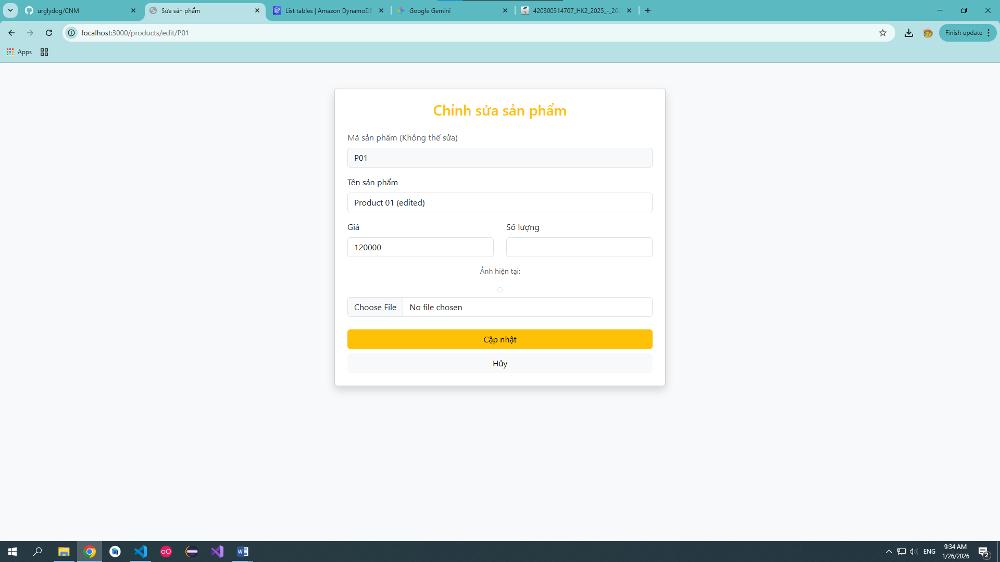 urglydog/CNM
Sửa sản phẩm
List tables | Amazon DynamoDB
Google Gemini
420300314707_HK2_2025_-_202
localhost:3000/products/edit/P01
Finish update
Apps
Chỉnh sửa sản phẩm
Mã sản phẩm (Không thể sửa)
P01
Tên sản phẩm
Product 01 (edited)
Giá
Số lượng
120000
Ảnh hiện tại:
Choose File
No file chosen
Cập nhật
Hủy
ENG
9:34 AM
1/26/2026
2